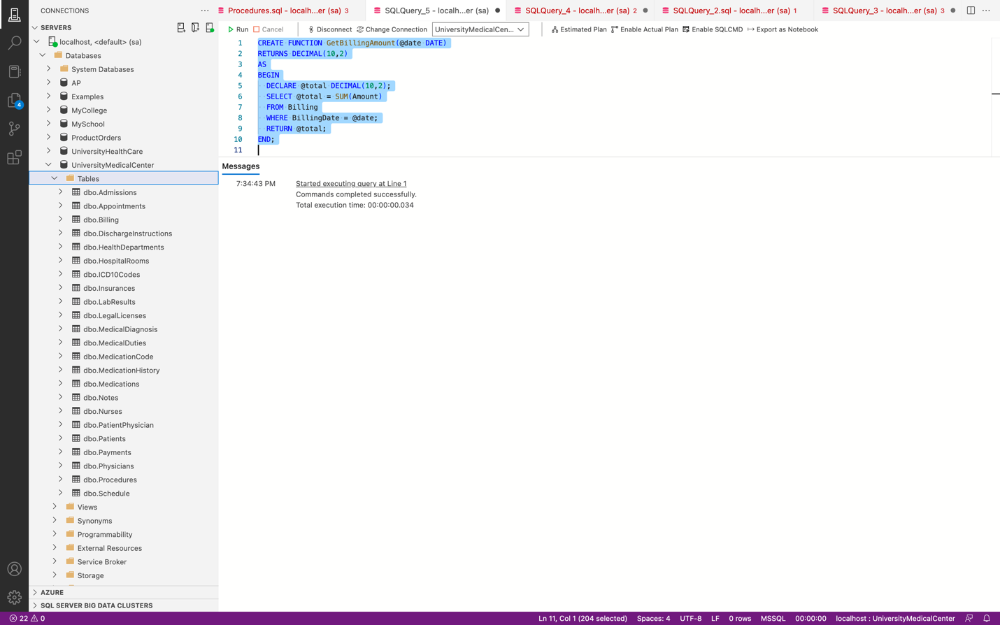 CONNECTIONS
Procedures.sql - localh...er (sa) 3
SQLQuery_5 - localh...er (sa)
SQLQuery_4 - localh...er (sa) 2
SQLQuery_2.sql - localh...er (sa) 1
SQLQuery_3 - localh...er (sa) 3
SERVERS
Run
Cancel
Disconnect
Change Connection
UniversityMedicalCen...
Estimated Plan
Enable Actual Plan
Enable SQLCMD
Export as Notebook
localhost, <default> (sa)
Databases
System Databases
AP
Examples
MyCollege
MySchool
ProductOrders
UniversityHealthCare
UniversityMedicalCenter
Tables
dbo.Admissions
dbo.Appointments
dbo.Billing
dbo.DischargeInstructions
dbo.HealthDepartments
dbo.HospitalRooms
dbo.ICD10Codes
dbo.Insurances
dbo.LabResults
dbo.LegalLicenses
dbo.MedicalDiagnosis
dbo.MedicalDuties
dbo.MedicationCode
dbo.MedicationHistory
dbo.Medications
dbo.Notes
dbo.Nurses
dbo.PatientPhysician
dbo.Patients
dbo.Payments
dbo.Physicians
dbo.Procedures
dbo.Schedule
Views
Synonyms
Programmability
External Resources
Service Broker
Storage
AZURE
SQL SERVER BIG DATA CLUSTERS
4
1 CREATE FUNCTION GetBillingAmount(@date DATE)
2 RETURNS DECIMAL(10,2)
3 AS
4 BEGIN
5 DECLARE @total DECIMAL(10,2);
6 SELECT @total = SUM(Amount)
7 FROM Billing
8 WHERE BillingDate = @date;
9 RETURN @total;
10 END;
11
Messages
7:34:43 PM Started executing query at Line 1
Commands completed successfully.
Total execution time: 00:00:00.034
22 0
Ln 11, Col 1 (204 selected) Spaces: 4 UTF-8 LF 0 rows MSSQL 00:00:00 localhost : UniversityMedicalCenter